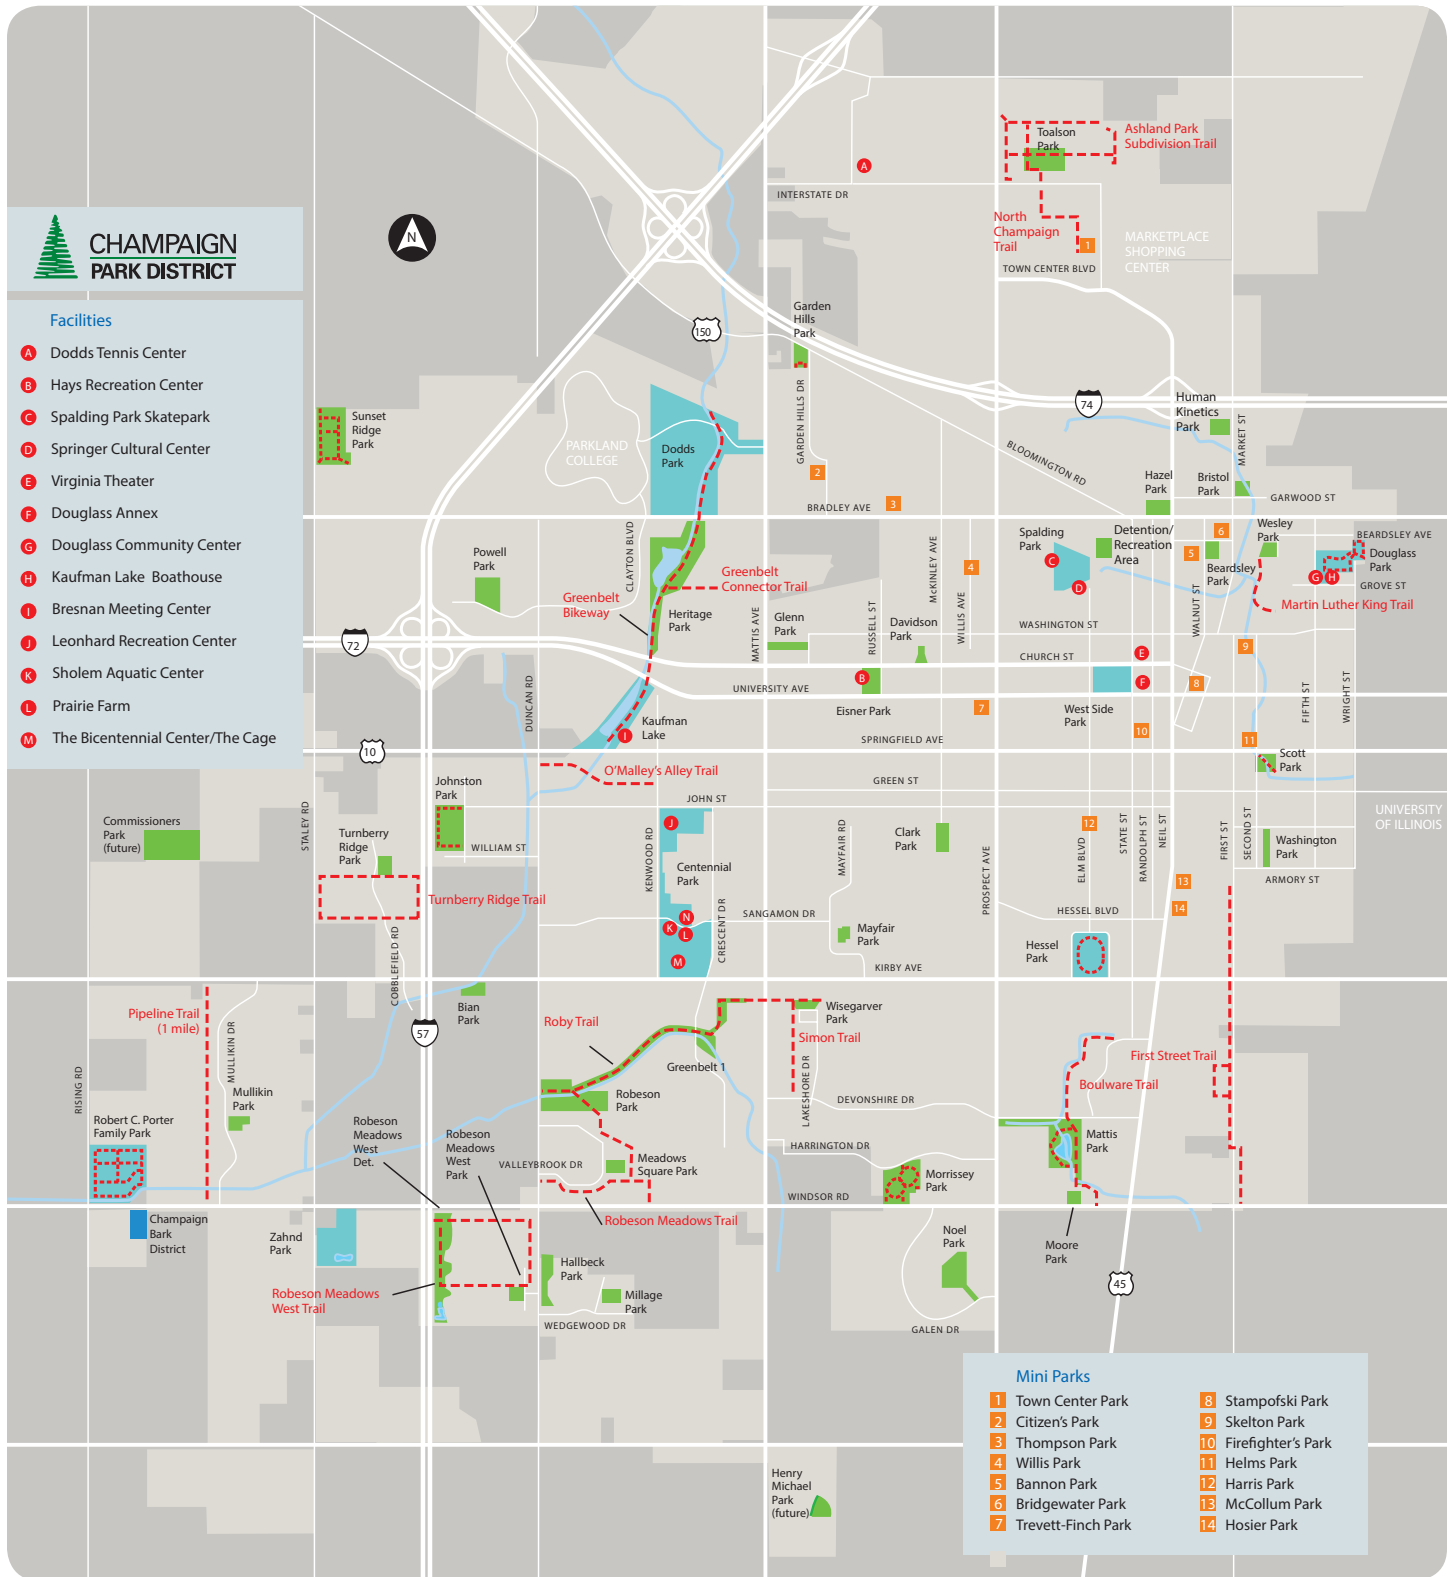 CHAMPAIGN
PARK DISTRICT
N
Facilities
A Dodds Tennis Center
B Hays Recreation Center
C Spalding Park Skatepark
D Springer Cultural Center
E Virginia Theater
F Douglass Annex
G Douglass Community Center
H Kaufman Lake Boathouse
I Bresnan Meeting Center
J Leonhard Recreation Center
K Sholem Aquatic Center
L Prairie Farm
M The Bicentennial Center/The Cage
Toalson
Park
Ashland Park
Subdivision Trail
A
INTERSTATE DR
North
Champaign
Trail
1
MARKETPLACE
SHOPPING
CENTER
TOWN CENTER BLVD
150
Garden
Hills
Park
GARDEN HILLS DR
74
Human
Kinetics
Park
MARKET ST
Sunset
Ridge
Park
PARKLAND
COLLEGE
Dodds
Park
BLOOMINGTON RD
2
3
BRADLEY AVE
Hazel
Park
Bristol
Park
GARWOOD ST
CLAYTON BLVD
Powell
Park
Greenbelt
Connector Trail
Greenbelt
Bikeway
Heritage
Park
McKINLEY AVE
4
WILLIS AVE
Spalding
Park
C
D
Detention/
Recreation
Area
5
6
Beardsley
Park
Wesley
Park
BEARDSLEY AVE
Douglass
Park
G
H
GROVE ST
Martin Luther King Trail
WALNUT ST
WASHINGTON ST
MATTIS AVE
Glenn
Park
RUSSELL ST
Davidson
Park
72
CHURCH ST
E
9
B
UNIVERSITY AVE
Eisner Park
7
West Side
Park
F
8
10
FIFTH ST
WRIGHT ST
DUNCAN RD
Kaufman
Lake
I
SPRINGFIELD AVE
11
Scott
Park
10
O'Malley's Alley Trail
GREEN ST
Johnston
Park
JOHN ST
UNIVERSITY
OF ILLINOIS
Commissioners
Park
(future)
STALEY RD
Turnberry
Ridge
Park
WILLIAM ST
KENWOOD RD
J
Centennial
Park
MAYFAIR RD
Clark
Park
PROSPECT AVE
12
ELM BLVD
STATE ST
RANDOLPH ST
NEIL ST
FIRST ST
SECOND ST
Washington
Park
ARMORY ST
13
14
Turnberry Ridge Trail
COBBLEFIELD RD
N
K
L
M
CRESCENT DR
SANGAMON DR
HESSEL BLVD
Mayfair
Park
Hessel
Park
KIRBY AVE
Pipeline Trail
(1 mile)
MULLIKIN DR
Bian
Park
57
Roby Trail
Wisegarver
Park
Simon Trail
Greenbelt 1
LAKESHORE DR
First Street Trail
Boulware Trail
RISING RD
Mullikin
Park
Robeson
Park
DEVONSHIRE DR
Robert C. Porter
Family Park
Robeson
Meadows
West
Det.
Robeson
Meadows
West
Park
VALLEYBROOK DR
Meadows
Square Park
HARRINGTON DR
Morrissey
Park
Mattis
Park
WINDSOR RD
Champaign
Bark
District
Zahnd
Park
Robeson Meadows Trail
Noel
Park
Moore
Park
Hallbeck
Park
Robeson Meadows
West Trail
Millage
Park
45
WEDGEWOOD DR
GALEN DR
Henry
Michael
Park
(future)
Mini Parks
1 Town Center Park
2 Citizen's Park
3 Thompson Park
4 Willis Park
5 Bannon Park
6 Bridgewater Park
7 Trevett-Finch Park
8 Stampofski Park
9 Skelton Park
10 Firefighter's Park
11 Helms Park
12 Harris Park
13 McCollum Park
14 Hosier Park